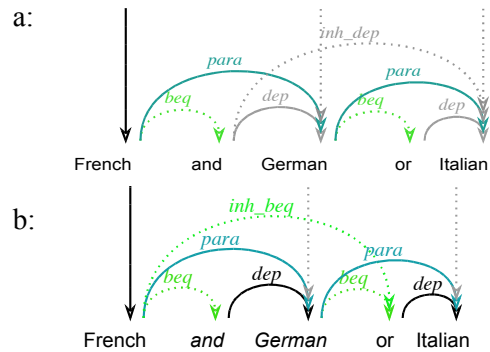 a:
inh_dep
para
para
beq
dep
beq
dep
French and German or Italian
b:
inh_beq
para
para
beq
dep
beq
dep
French and German or Italian